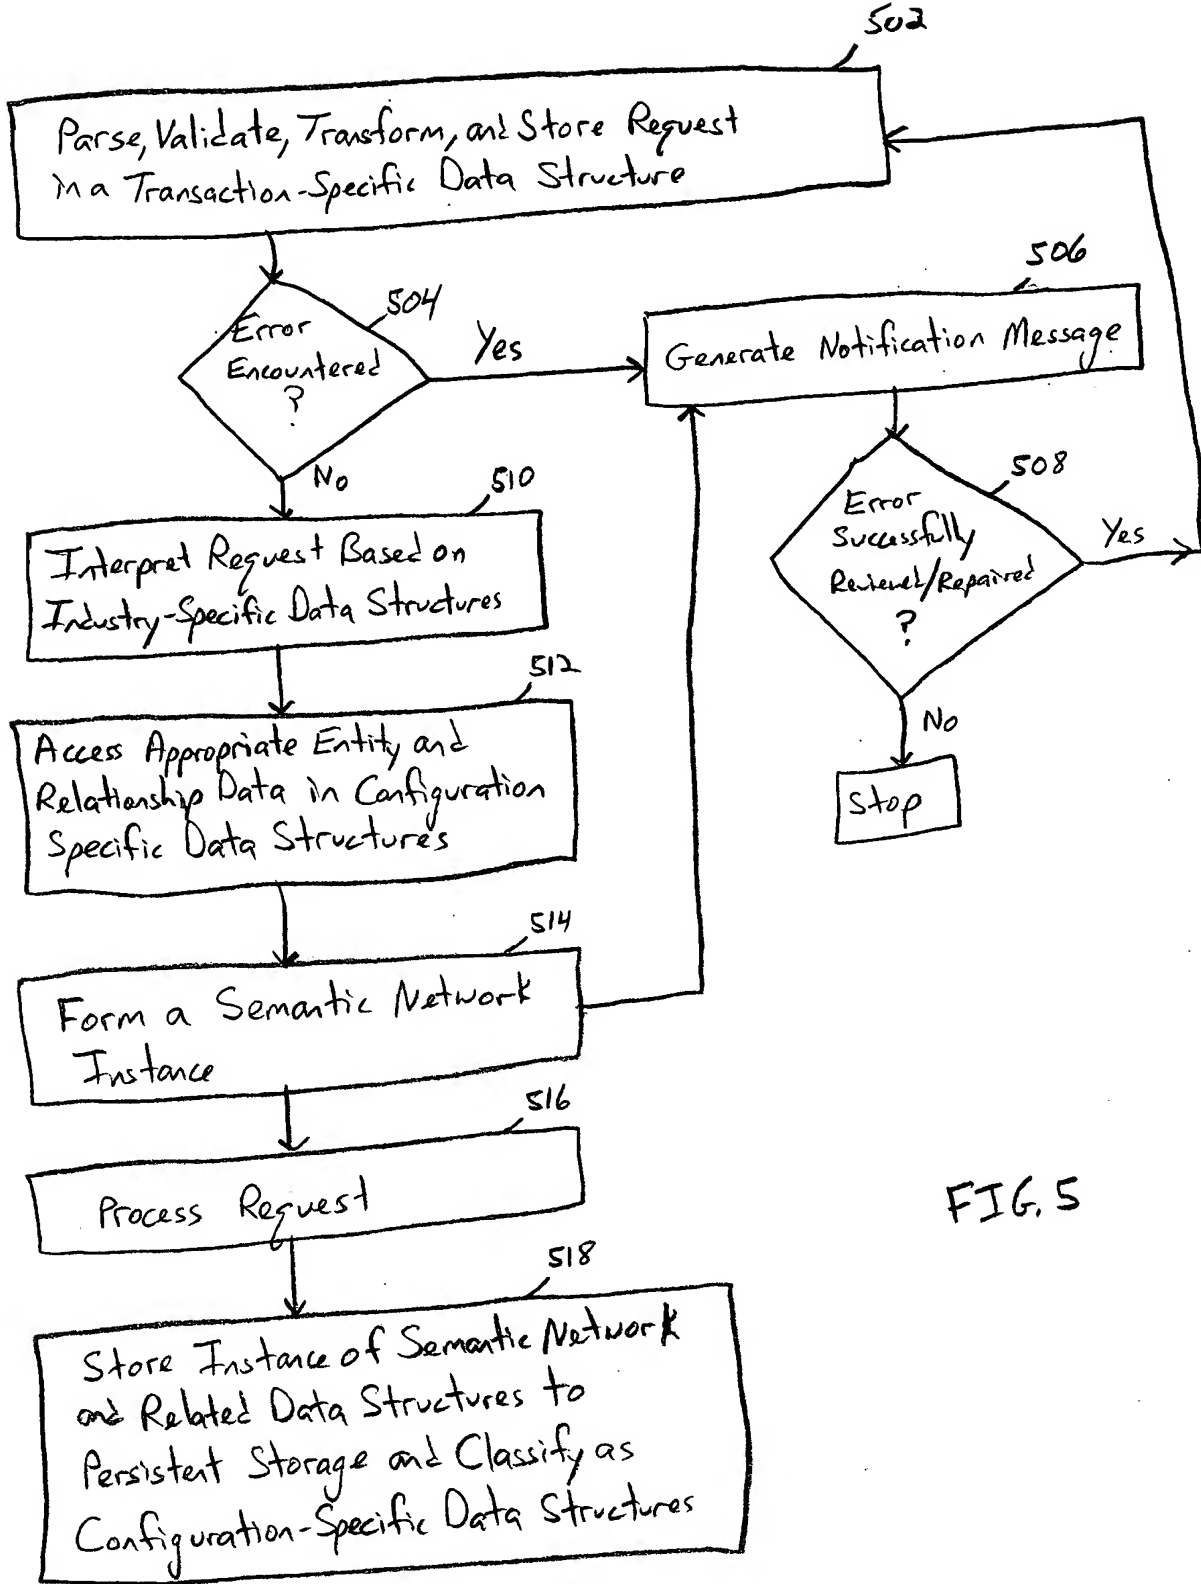 502
Parse, Validate, Transform, and Store Request
in a Transaction-Specific Data Structure
504
Error
Encountered
?
Yes
506
Generate Notification Message
508
Error
Successfully
Reviewed/Repaired
?
Yes
No
Stop
No
510
Interpret Request Based on
Industry-Specific Data Structures
512
Access Appropriate Entity and
Relationship Data in Configuration
Specific Data Structures
514
Form a Semantic Network
Instance
516
Process Request
518
Store Instance of Semantic Network
and Related Data Structures to
Persistent Storage and Classify as
Configuration-Specific Data Structures
FIG. 5